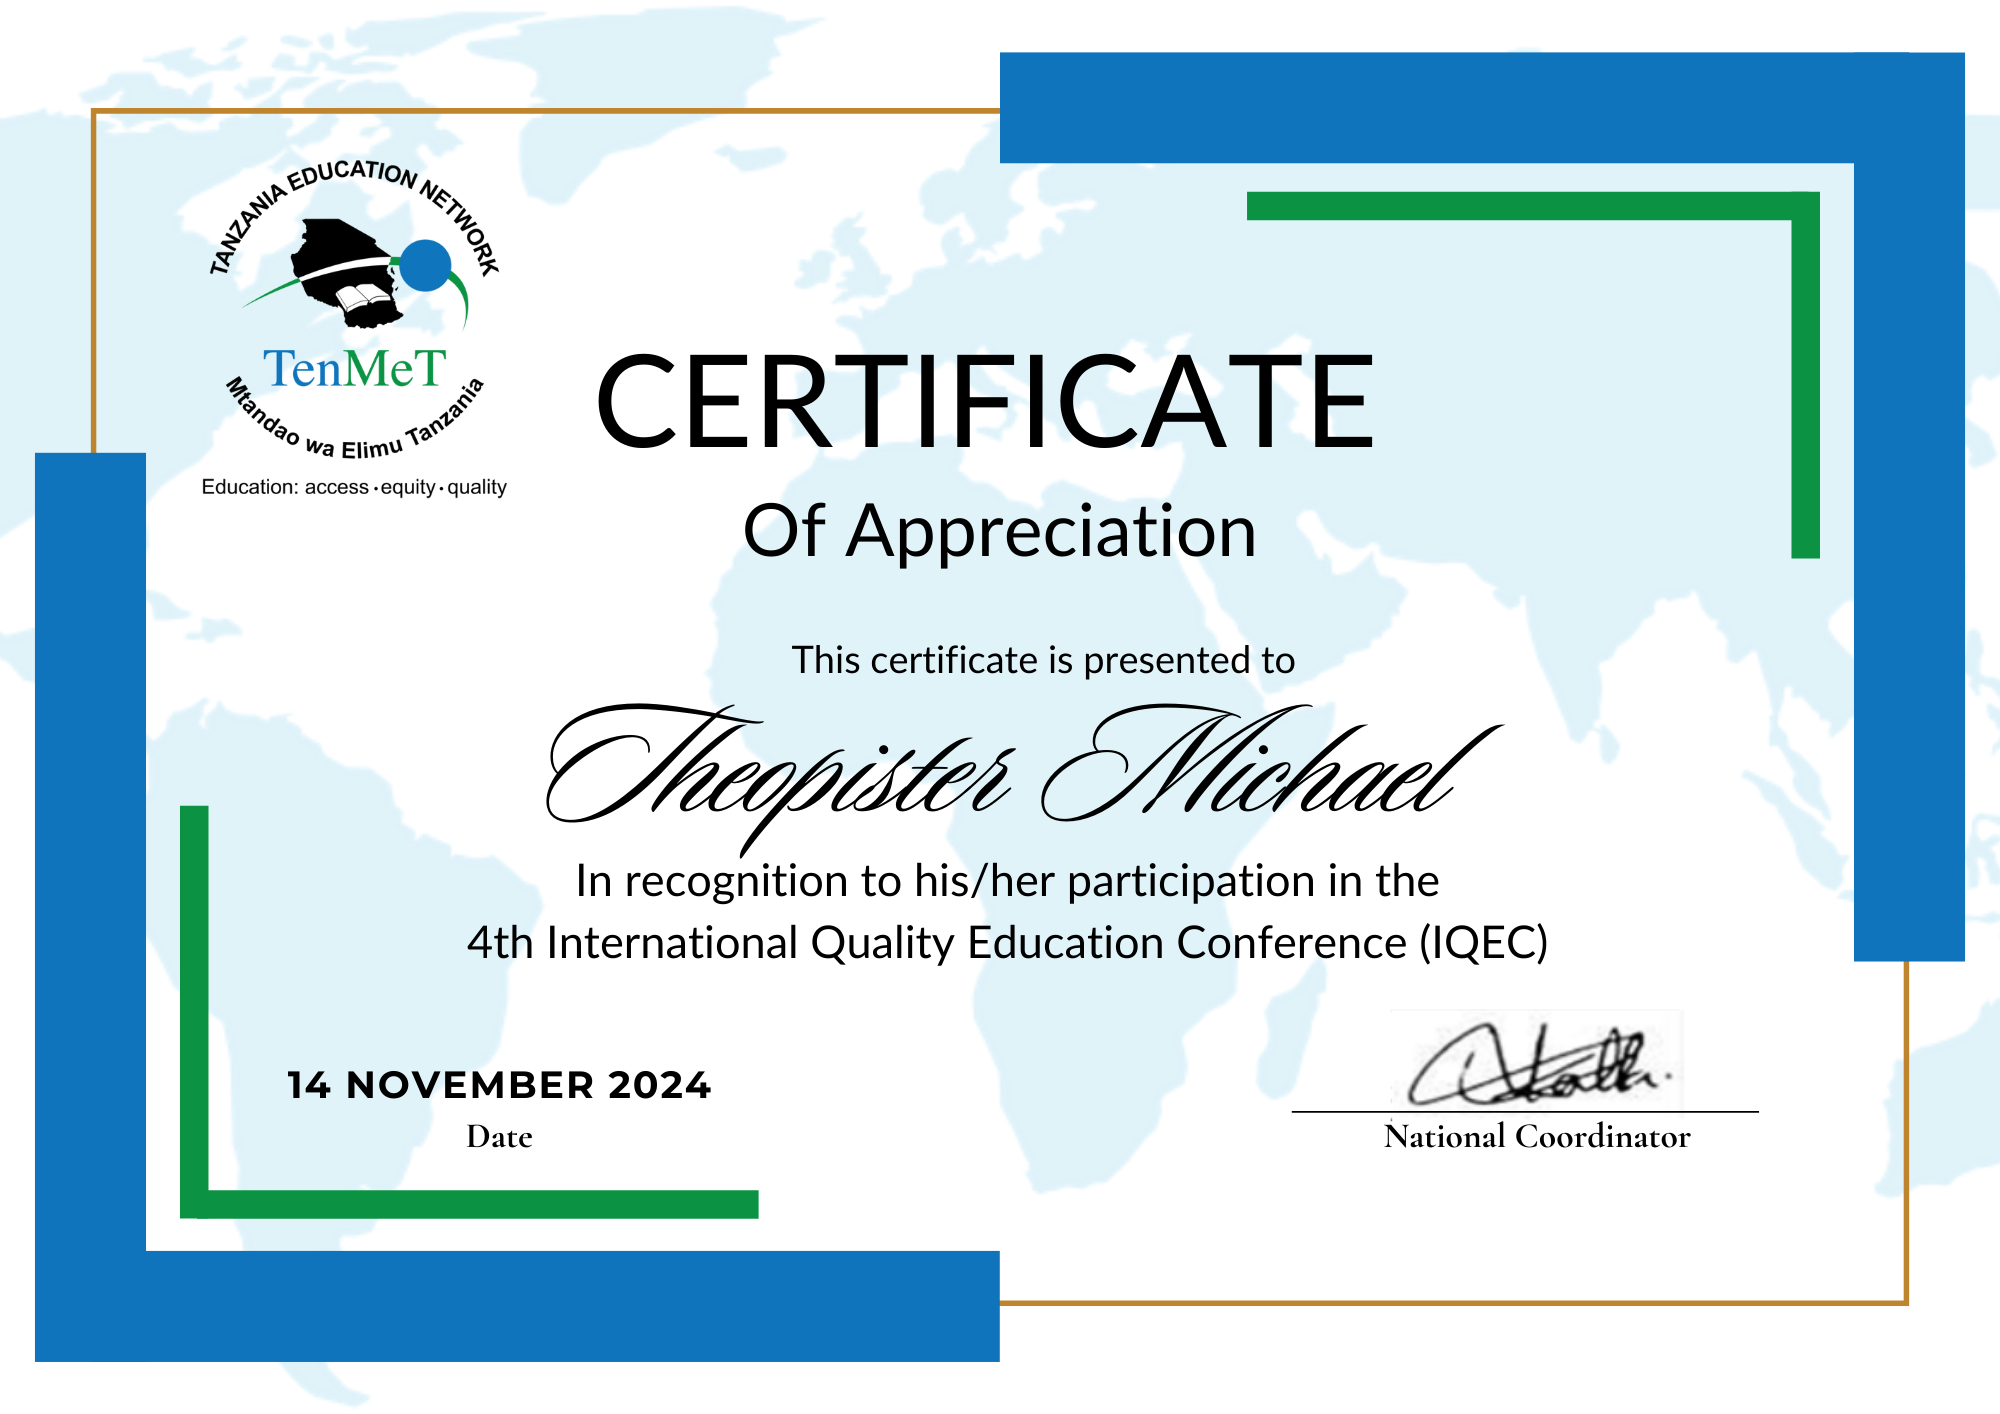 TANZANIA EDUCATION NETWORK
TenMeT
Mtandao wa Elimu Tanzania
Education: access • equity • quality
CERTIFICATE
Of Appreciation
This certificate is presented to
Theopister Michael
In recognition to his/her participation in the
4th International Quality Education Conference (IQEC)
14 NOVEMBER 2024
Date
National Coordinator